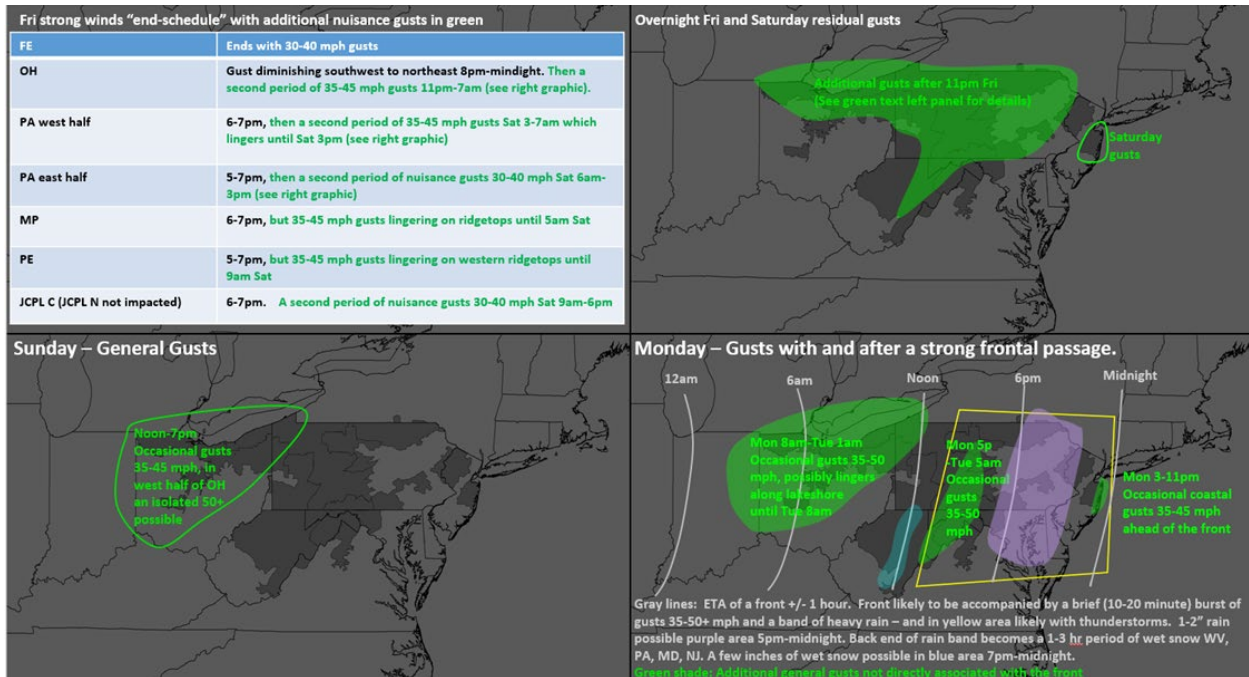 Fri strong winds “end-schedule” with additional nuisance gusts in green
FE
Ends with 30-40 mph gusts
OH
Gust diminishing southwest to northeast 8pm-mindight. Then a
second period of 35-45 mph gusts 11pm-7am (see right graphic).
PA west half
6-7pm, then a second period of 35-45 mph gusts Sat 3-7am which
lingers until Sat 3pm (see right graphic)
PA east half
5-7pm, then a second period of nuisance gusts 30-40 mph Sat 6am-
3pm (see right graphic)
MP
6-7pm, but 35-45 mph gusts lingering on ridgetops until 5am Sat
PE
5-7pm, but 35-45 mph gusts lingering on western ridgetops until
9am Sat
JCPL C (JCPL N not impacted)
6-7pm. A second period of nuisance gusts 30-40 mph Sat 9am-6pm
Overnight Fri and Saturday residual gusts
Additional gusts after 11pm Fri
(See green text left panel for details)
Saturday
gusts
Sunday – General Gusts
Noon-7pm
Occasional gusts
35-45 mph, in
west half of OH
an isolated 50+
possible
Monday – Gusts with and after a strong frontal passage.
12am
6am
Noon
6pm
Midnight
Mon 8am-Tue 1am
Occasional gusts 35-50
mph, possibly lingers
along lakeshore
until Tue 8am
Mon 5p
-Tue 5am
Occasional
gusts
35-50
mph
Mon 3-11pm
Occasional coastal
gusts 35-45 mph
ahead of the front
Gray lines: ETA of a front +/- 1 hour. Front likely to be accompanied by a brief (10-20 minute) burst of
gusts 35-50+ mph and a band of heavy rain – and in yellow area likely with thunderstorms. 1-2” rain
possible purple area 5pm-midnight. Back end of rain band becomes a 1-3 hr period of wet snow WV,
PA, MD, NJ. A few inches of wet snow possible in blue area 7pm-midnight.
Green shade: Additional general gusts not directly associated with the front